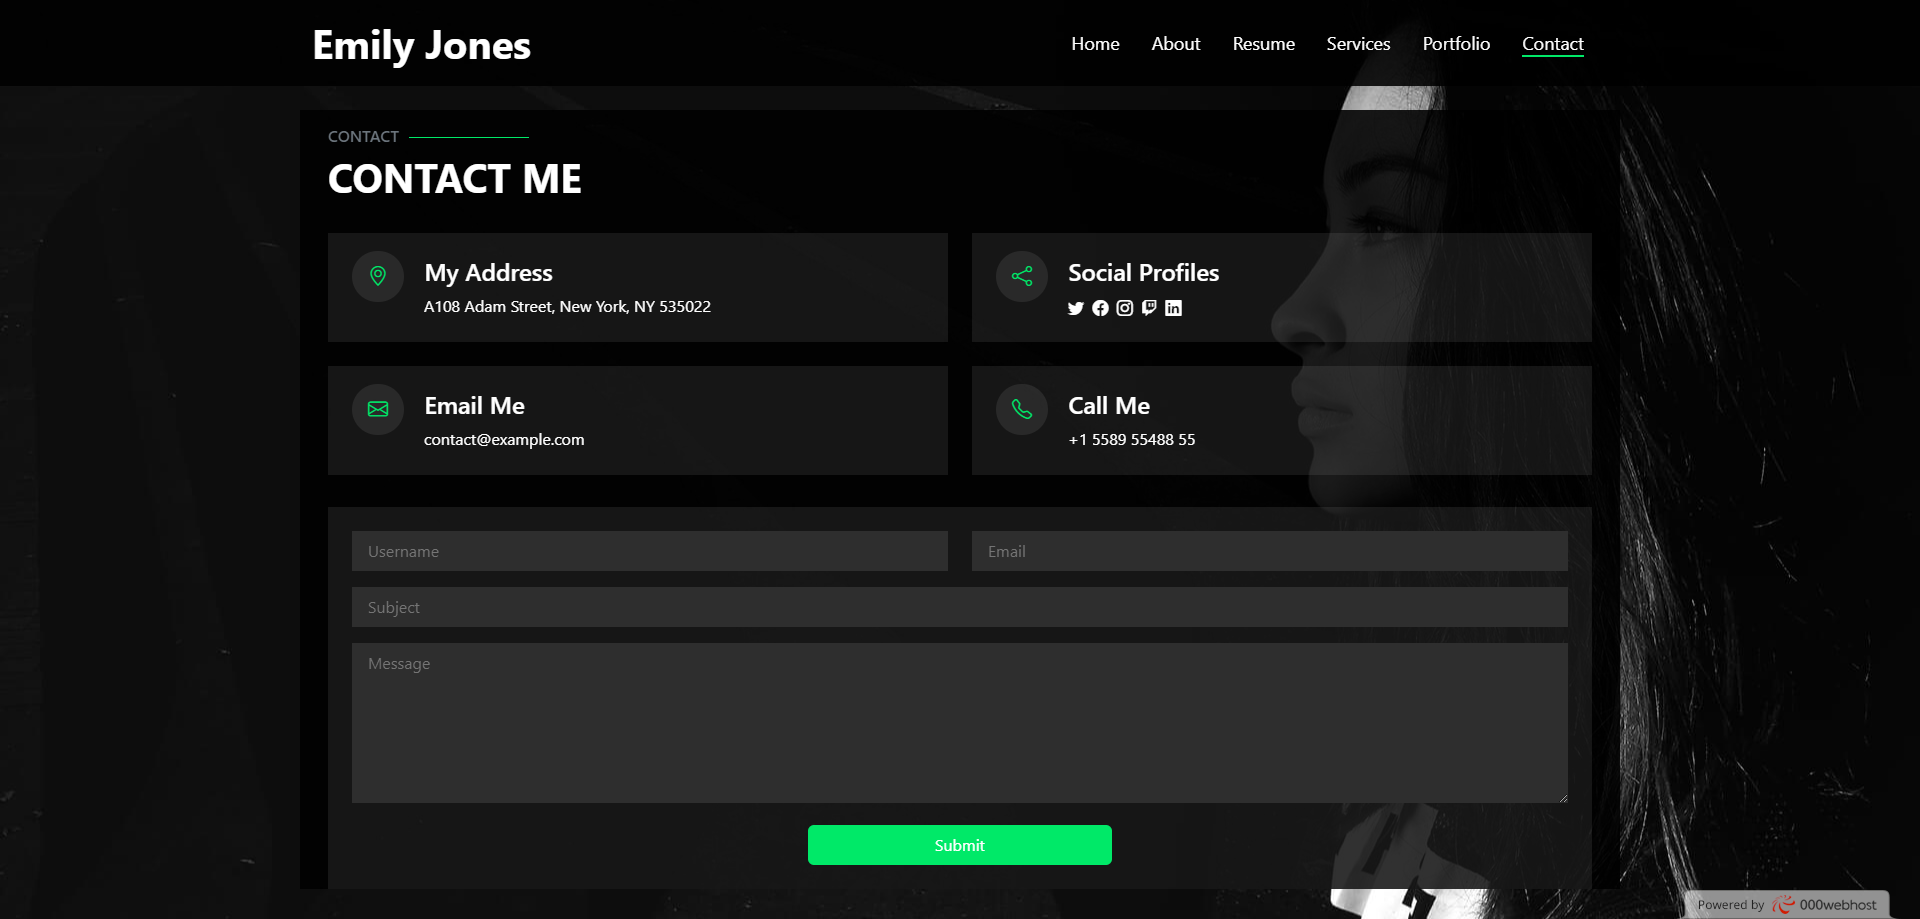 Emily Jones
Home About Resume Services Portfolio Contact
CONTACT
CONTACT ME
My Address
A108 Adam Street, New York, NY 535022
Social Profiles
Email Me
contact@example.com
Call Me
+1 5589 55488 55
Username
Email
Subject
Message
Submit
Powered by 000webhost